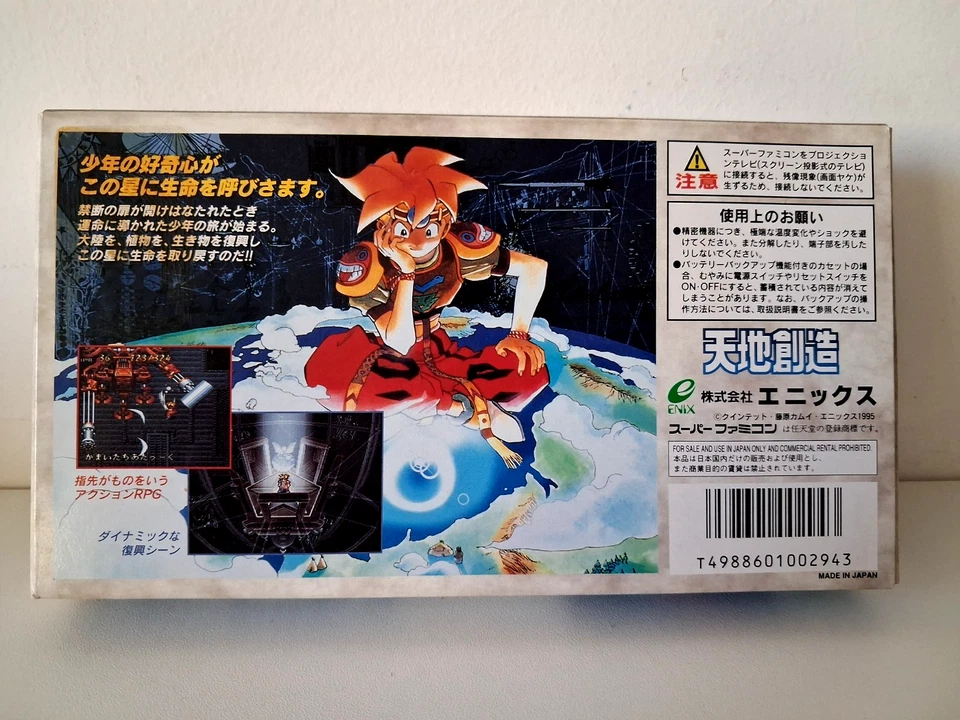 少年の好奇心が
この星に生命を呼びさます。
禁断の扉が開けはなたれたとき
運命に導かれた少年の旅が始まる。
大陸を、植物を、生き物を復興し
この星に生命を取り戻すのだ!!
36 123/324
かまいたちあたっーく
指先がものをいう
アクションRPG
ダイナミックな
復興シーン
注意
スーパーファミコンをプロジェクション
テレビ(スクリーン投影式のテレビ)
に接続すると、残像現象(画面ヤケ)が
生ずるため、接続しないでください。
使用上のお願い
●精密機器につき、極端な温度変化やショックを避
けてください。また分解したり、端子部を汚した
りしないでください。
●バッテリーバックアップ機能付きのカセットの場
合、むやみに電源スイッチやリセットスイッチを
ON・OFFにすると、蓄積されている内容が消えて
しまうことがあります。なお、バックアップの操
作方法については、取扱説明書をご参照ください。
天地創造
ENIX 株式会社 エニックス
©クインテット・藤原カムイ・エニックス1995
スーパーファミコン は任天堂の登録商標です。
FOR SALE AND USE IN JAPAN ONLY AND COMMERCIAL RENTAL PROHIBITED.
本品は日本国内だけの販売および使用とし、
また商業目的の賃貸は禁止されています。
T4988601002943
MADE IN JAPAN